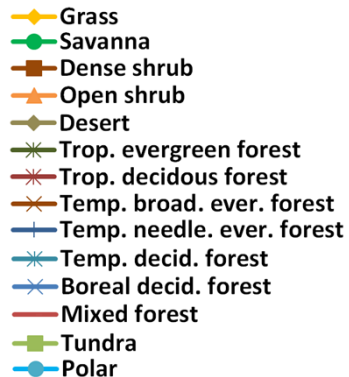 Grass
Savanna
Dense shrub
Open shrub
Desert
Trop. evergreen forest
Trop. decidous forest
Temp. broad. ever. forest
Temp. needle. ever. forest
Temp. decid. forest
Boreal decid. forest
Mixed forest
Tundra
Polar